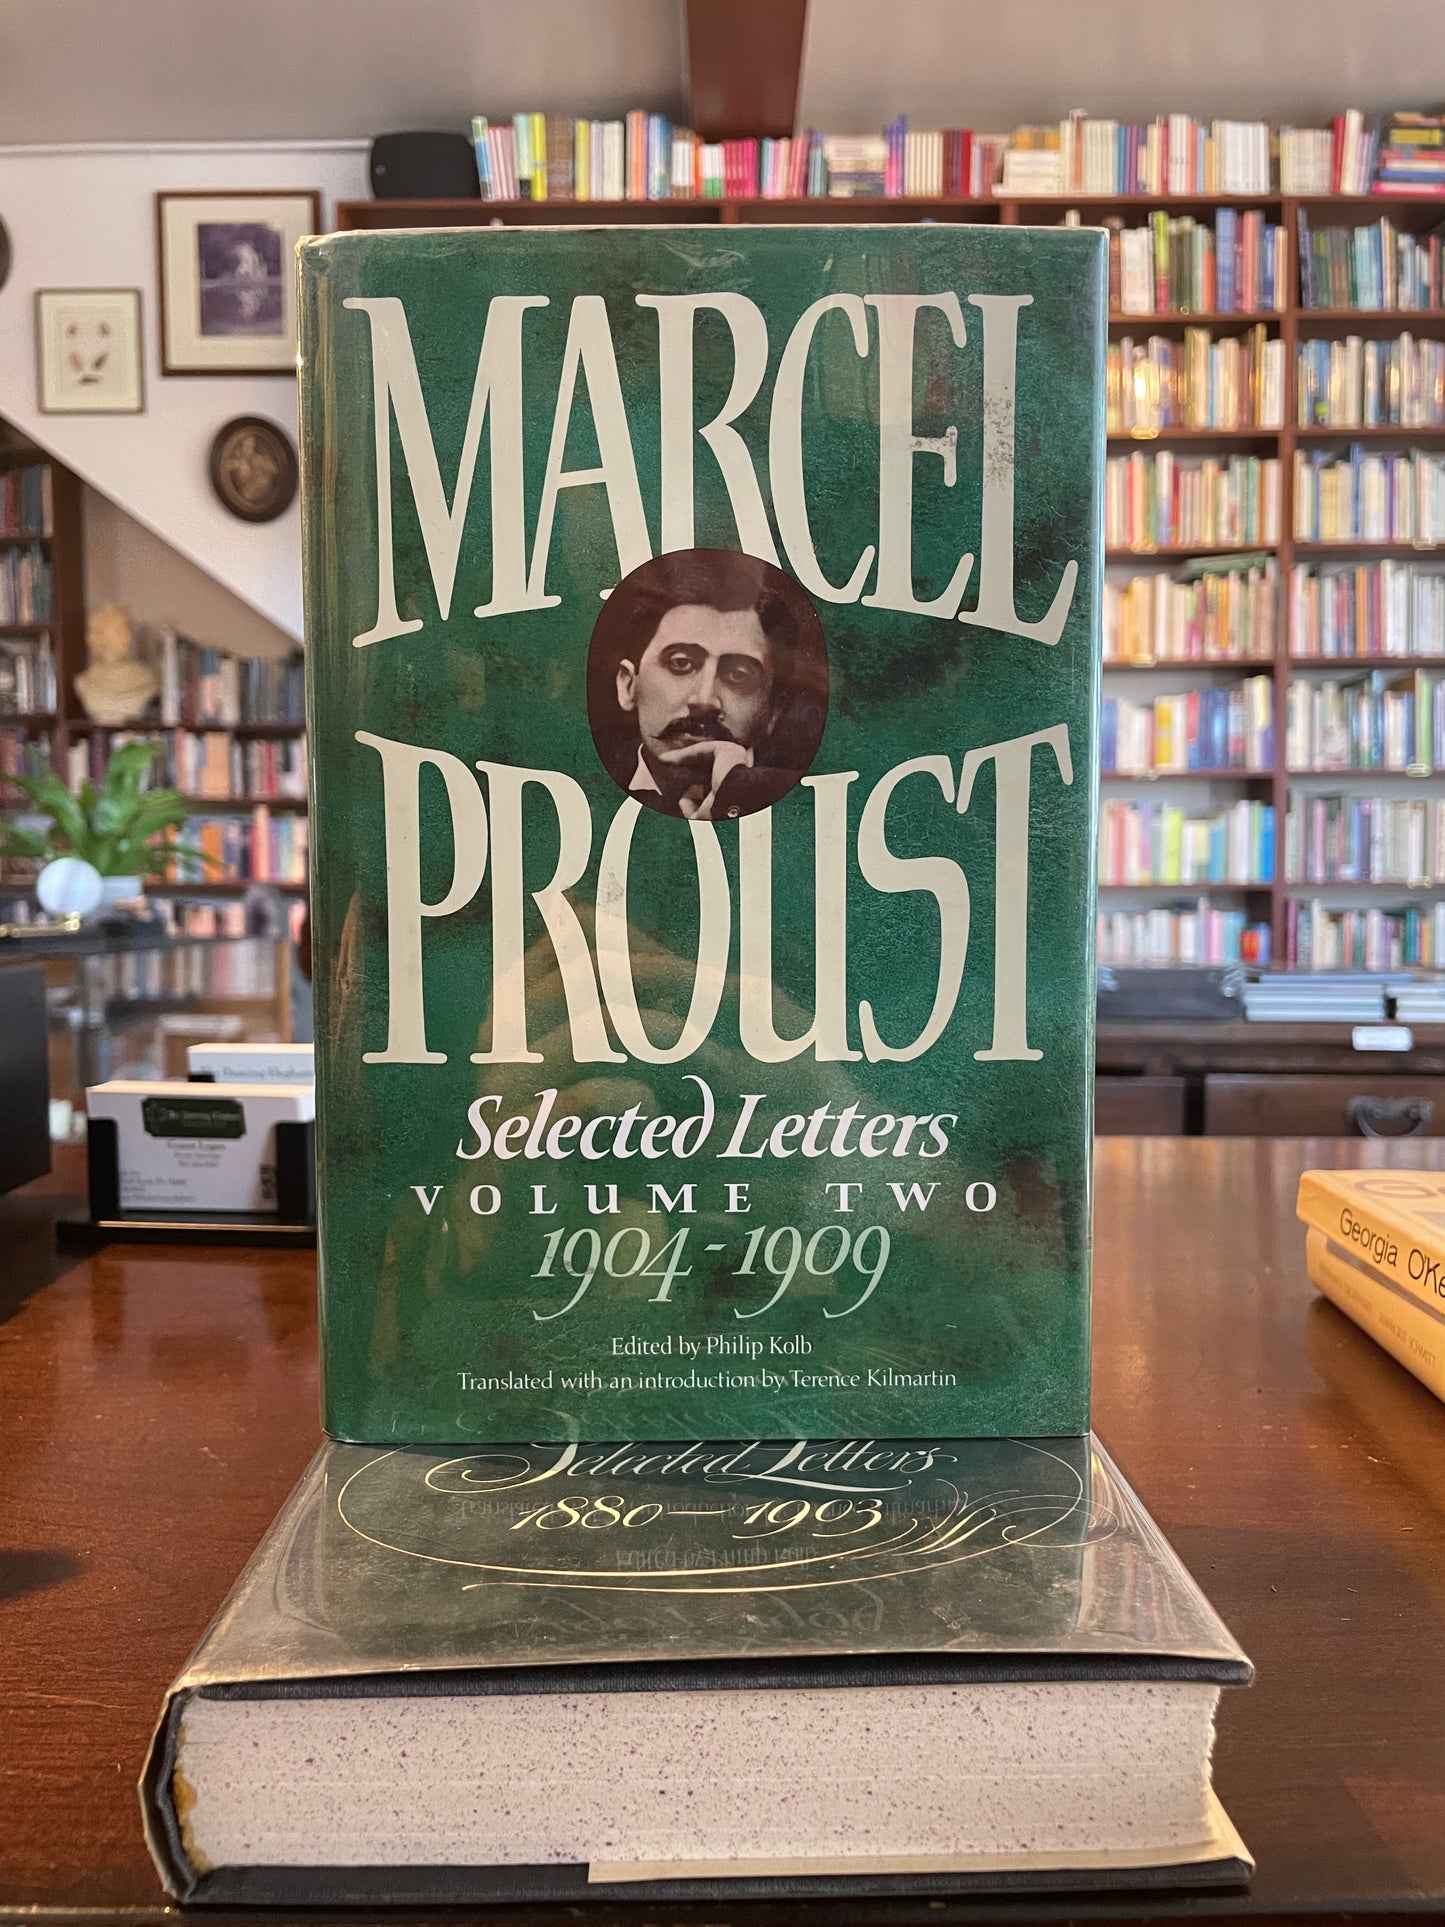 MARCEL
PROUST
Selected Letters
VOLUME TWO
1904-1909
Edited by Philip Kolb
Translated with an introduction by Terence Kilmartin
Selected Letters
1880–1903
Georgia O'Ke